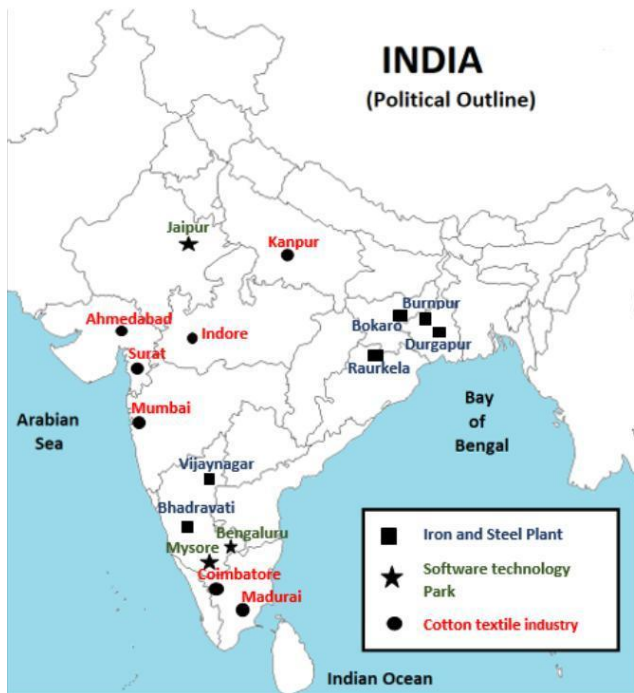 INDIA
(Political Outline)
Jaipur
Kanpur
Ahmedabad
Indore
Burnpur
Bokaro
Durgapur
Surat
Raurkela
Mumbai
Arabian
Sea
Bay
of
Bengal
Vijaynagar
Bhadravati
Bengaluru
Mysore
Coimbatore
Madurai
Iron and Steel Plant
Software technology
Park
Cotton textile industry
Indian Ocean